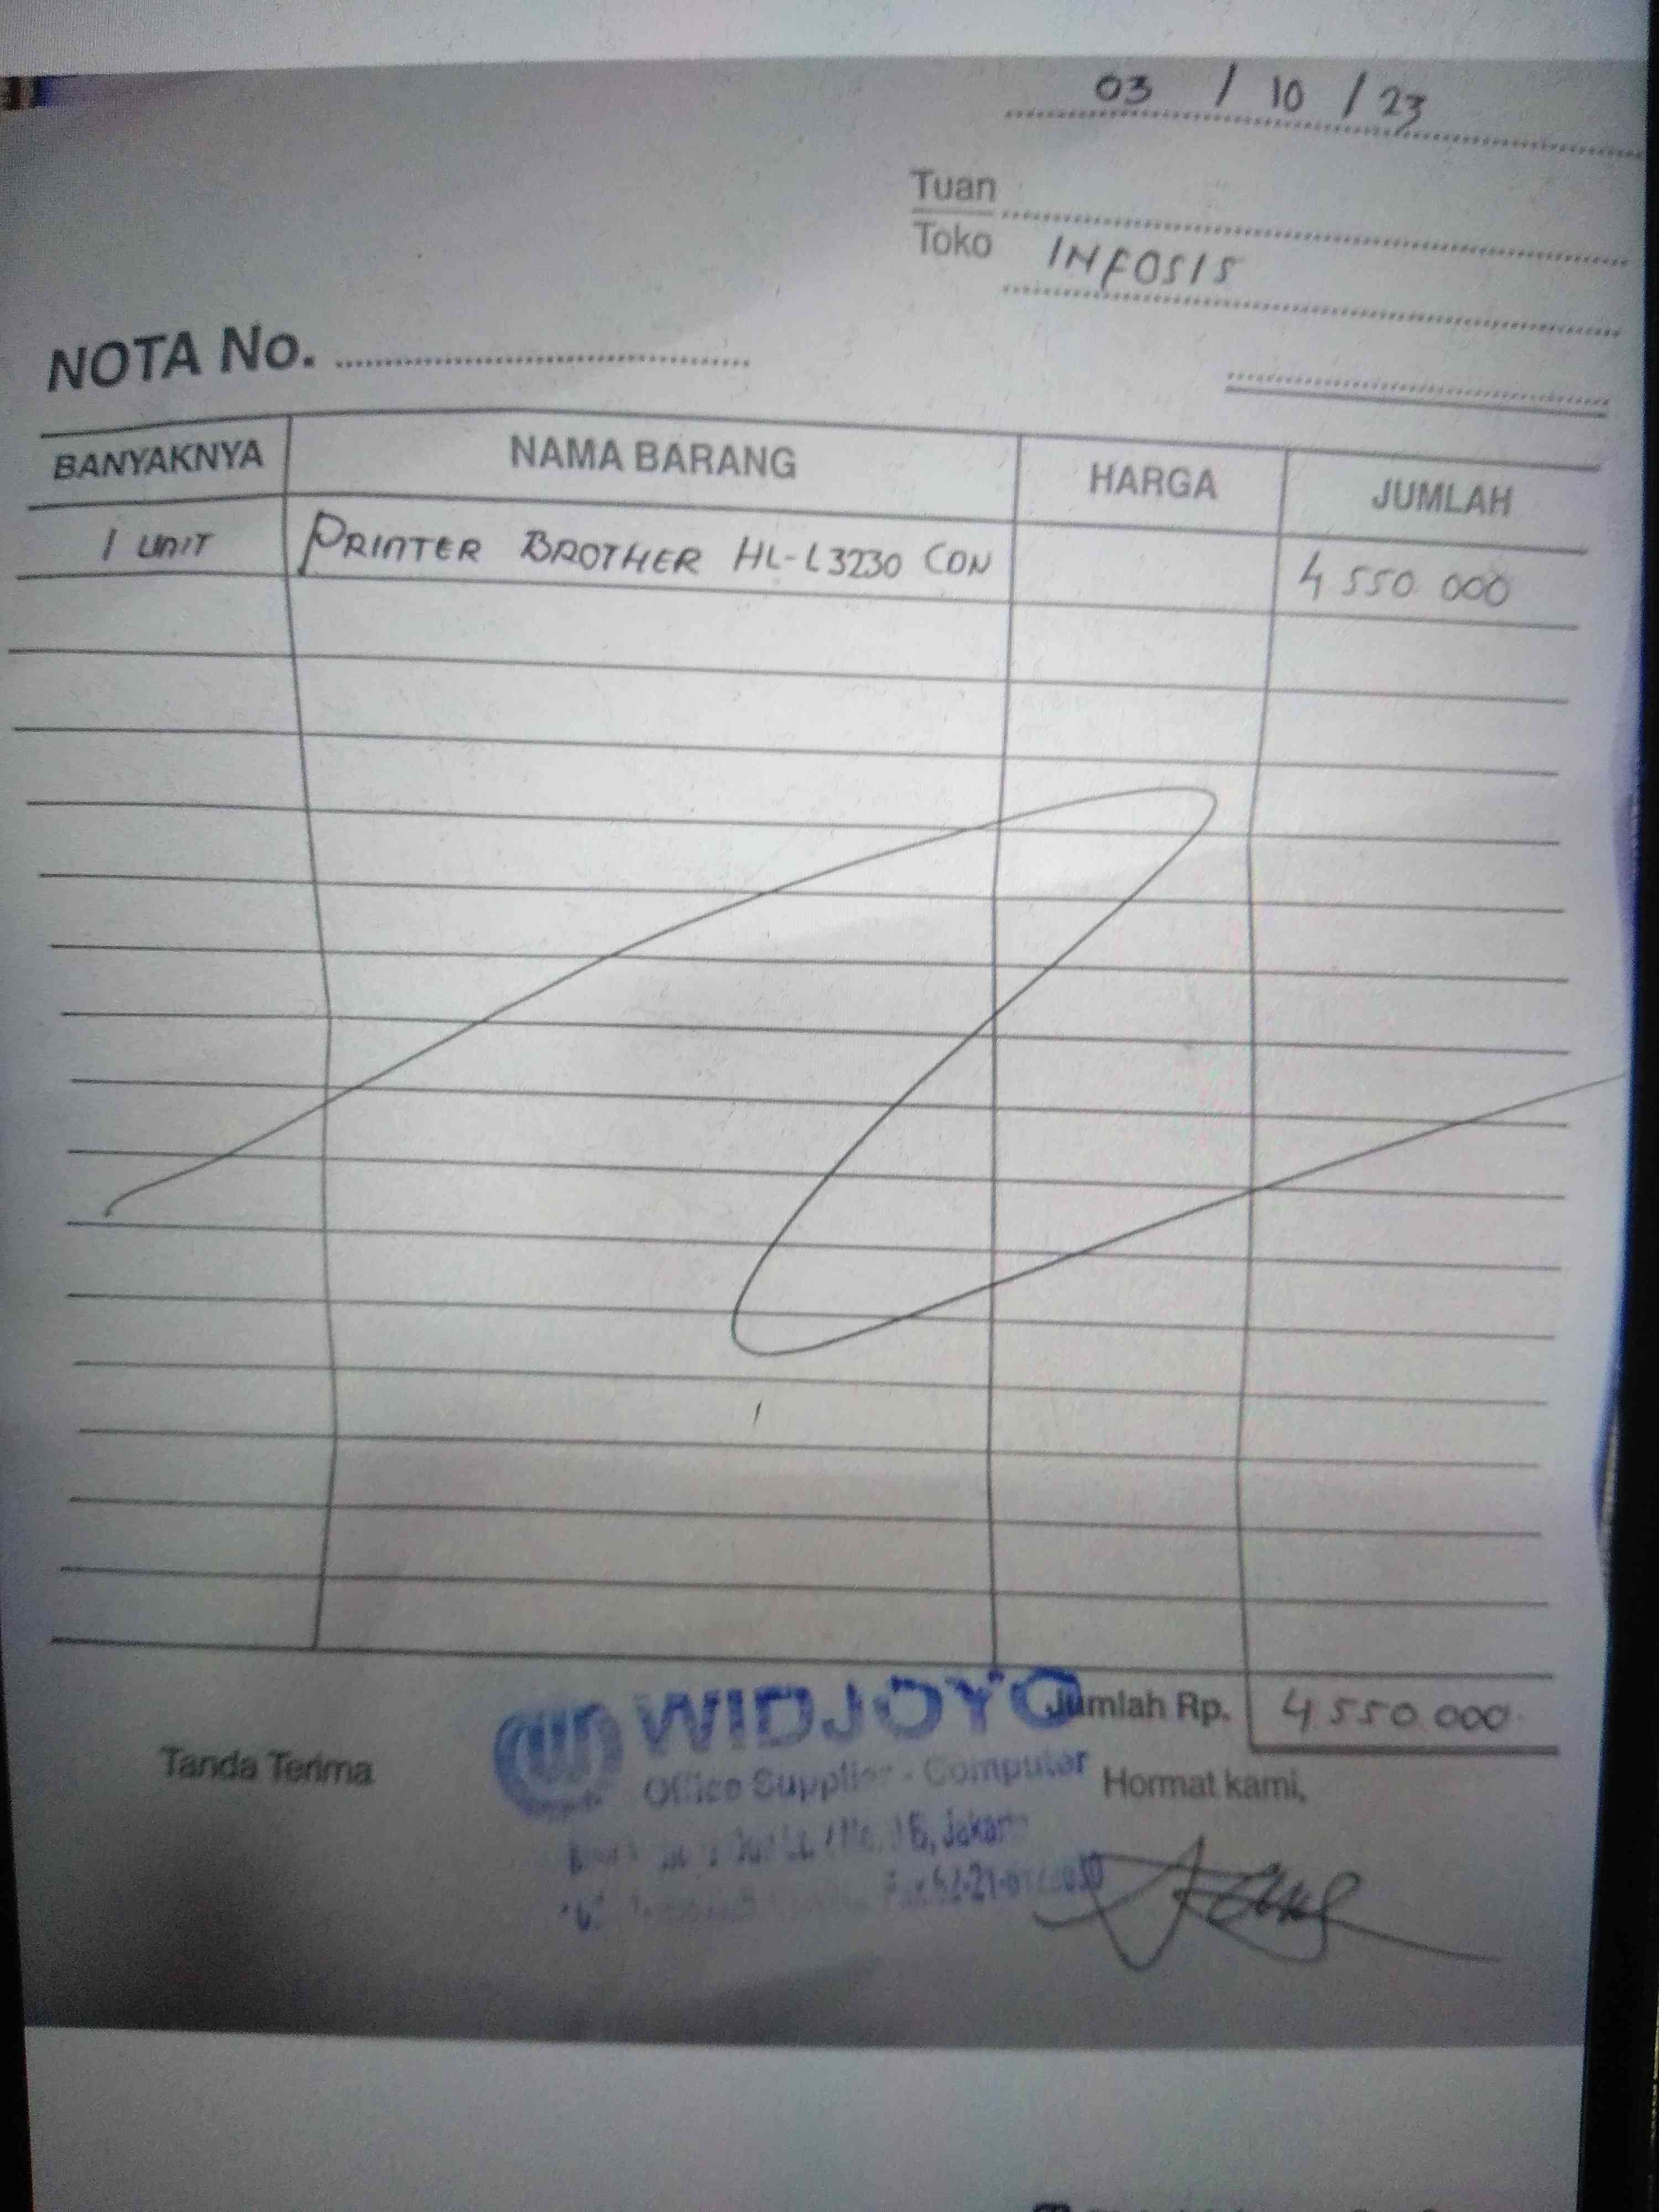 03 / 10 / 23
Tuan
Toko INFOSIS
NOTA No.
BANYAKNYA NAMA BARANG HARGA JUMLAH
1 UNIT PRINTER BROTHER HL-L3230 CDN 4 550 000
Jumlah Rp. 4 550 000
WIDJOYO
Office Supplier - Computer
Tanda Terima
Hormat kami,